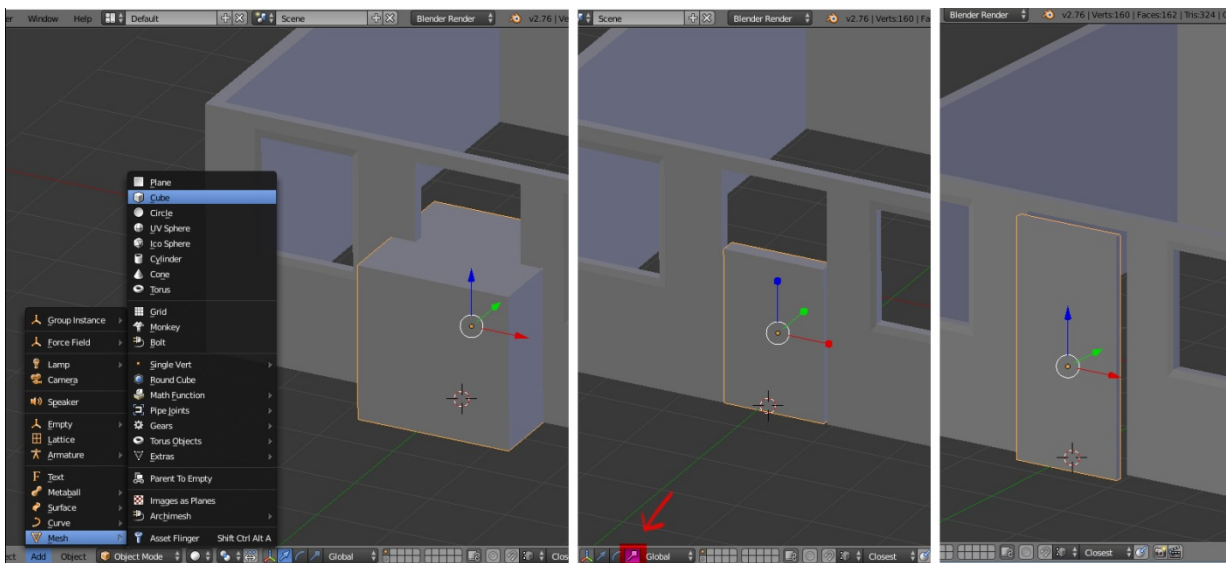 Window Help Default Scene Blender Render v2.76 | Ve
Plane
Cube
Circle
UV Sphere
Ico Sphere
Cylinder
Cone
Torus
Grid
Monkey
Bolt
Single Vert
Round Cube
Math Function
Pipe Joints
Gears
Torus Objects
Extras
Parent To Empty
Images as Planes
Archimesh
Asset Flinger Shift Ctrl Alt A
Group Instance
Force Field
Lamp
Camera
Speaker
Empty
Lattice
Armature
Text
Metaball
Surface
Curve
Mesh
ect Add Object Object Mode Global Clos
Scene Blender Render v2.76 | Verts:160 | Fa
Global Closest
Blender Render v2.76 | Verts:160 | Faces:162 | Tris:324 |
Closest